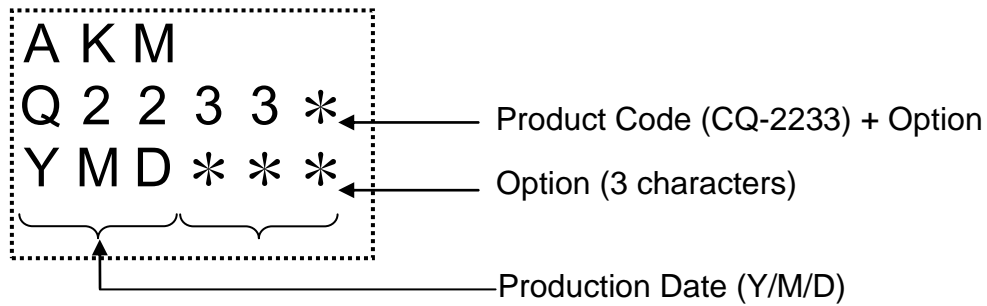 A K M
Q 2 2 3 3 * Product Code (CQ-2233) + Option
Y M D * * * Option (3 characters)
Production Date (Y/M/D)